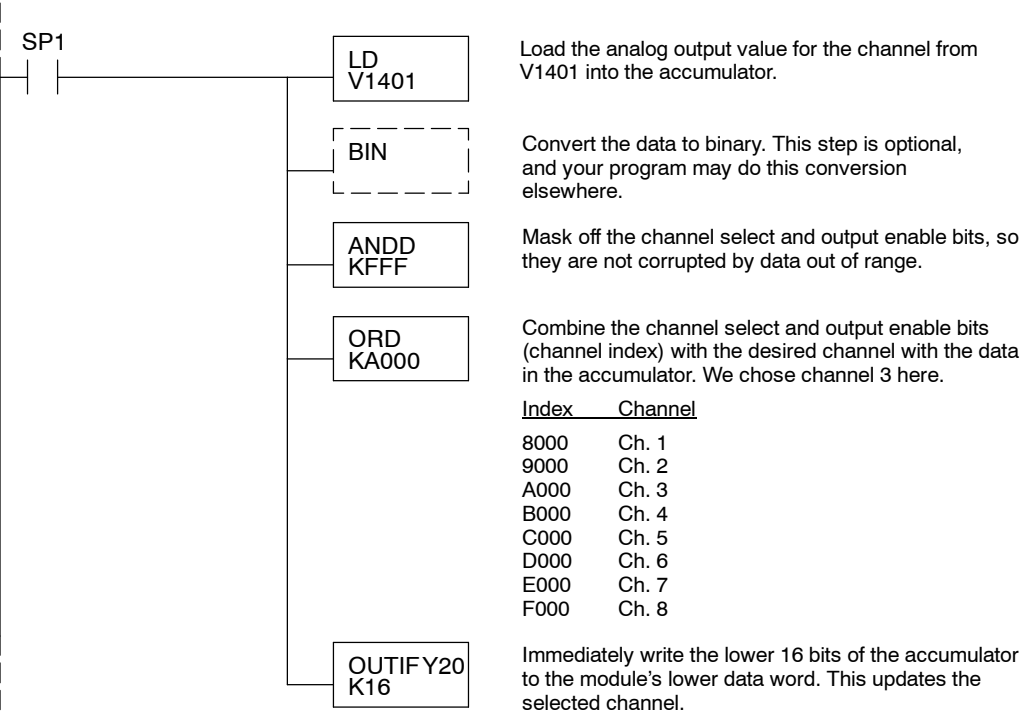 SP1
LD
V1401
Load the analog output value for the channel from
V1401 into the accumulator.
BIN
Convert the data to binary. This step is optional,
and your program may do this conversion
elsewhere.
ANDD
KFFF
Mask off the channel select and output enable bits, so
they are not corrupted by data out of range.
ORD
KA000
Combine the channel select and output enable bits
(channel index) with the desired channel with the data
in the accumulator. We chose channel 3 here.
Index Channel
8000 Ch. 1
9000 Ch. 2
A000 Ch. 3
B000 Ch. 4
C000 Ch. 5
D000 Ch. 6
E000 Ch. 7
F000 Ch. 8
OUTIF Y20
K16
Immediately write the lower 16 bits of the accumulator
to the module's lower data word. This updates the
selected channel.